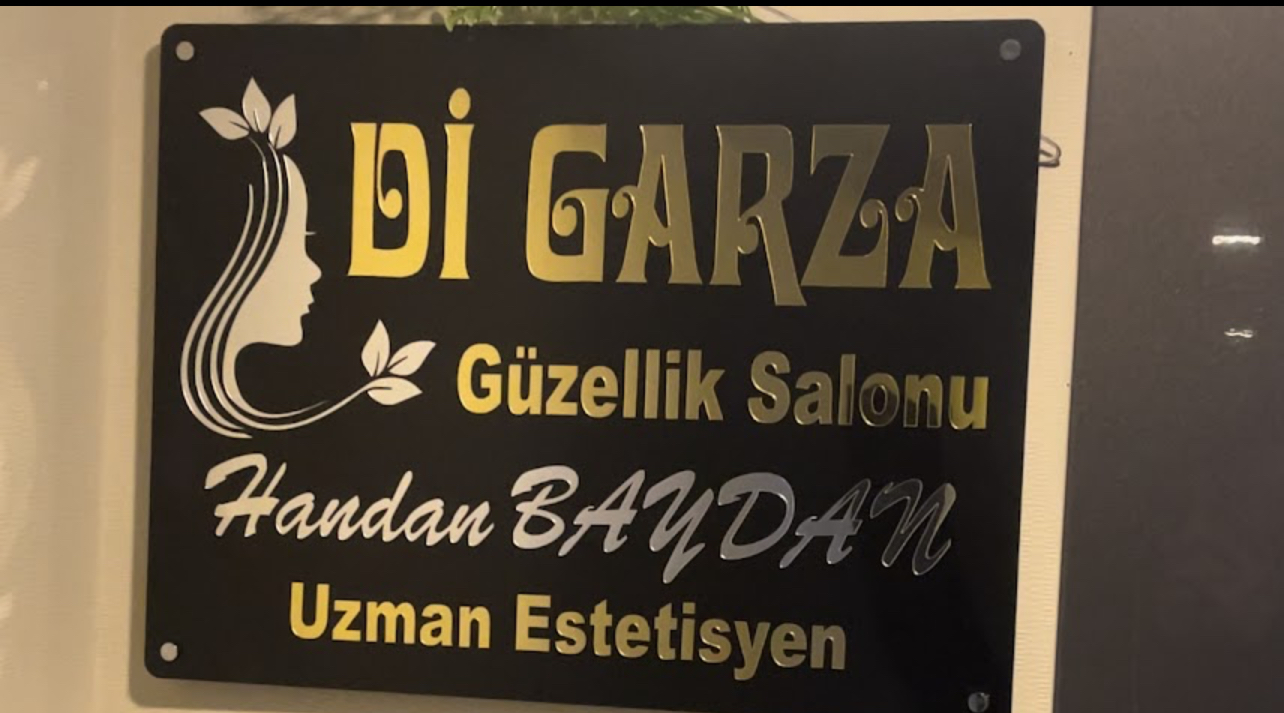 Dİ GARZA
Güzellik Salonu
Handan BAYDAN
Uzman Estetisyen